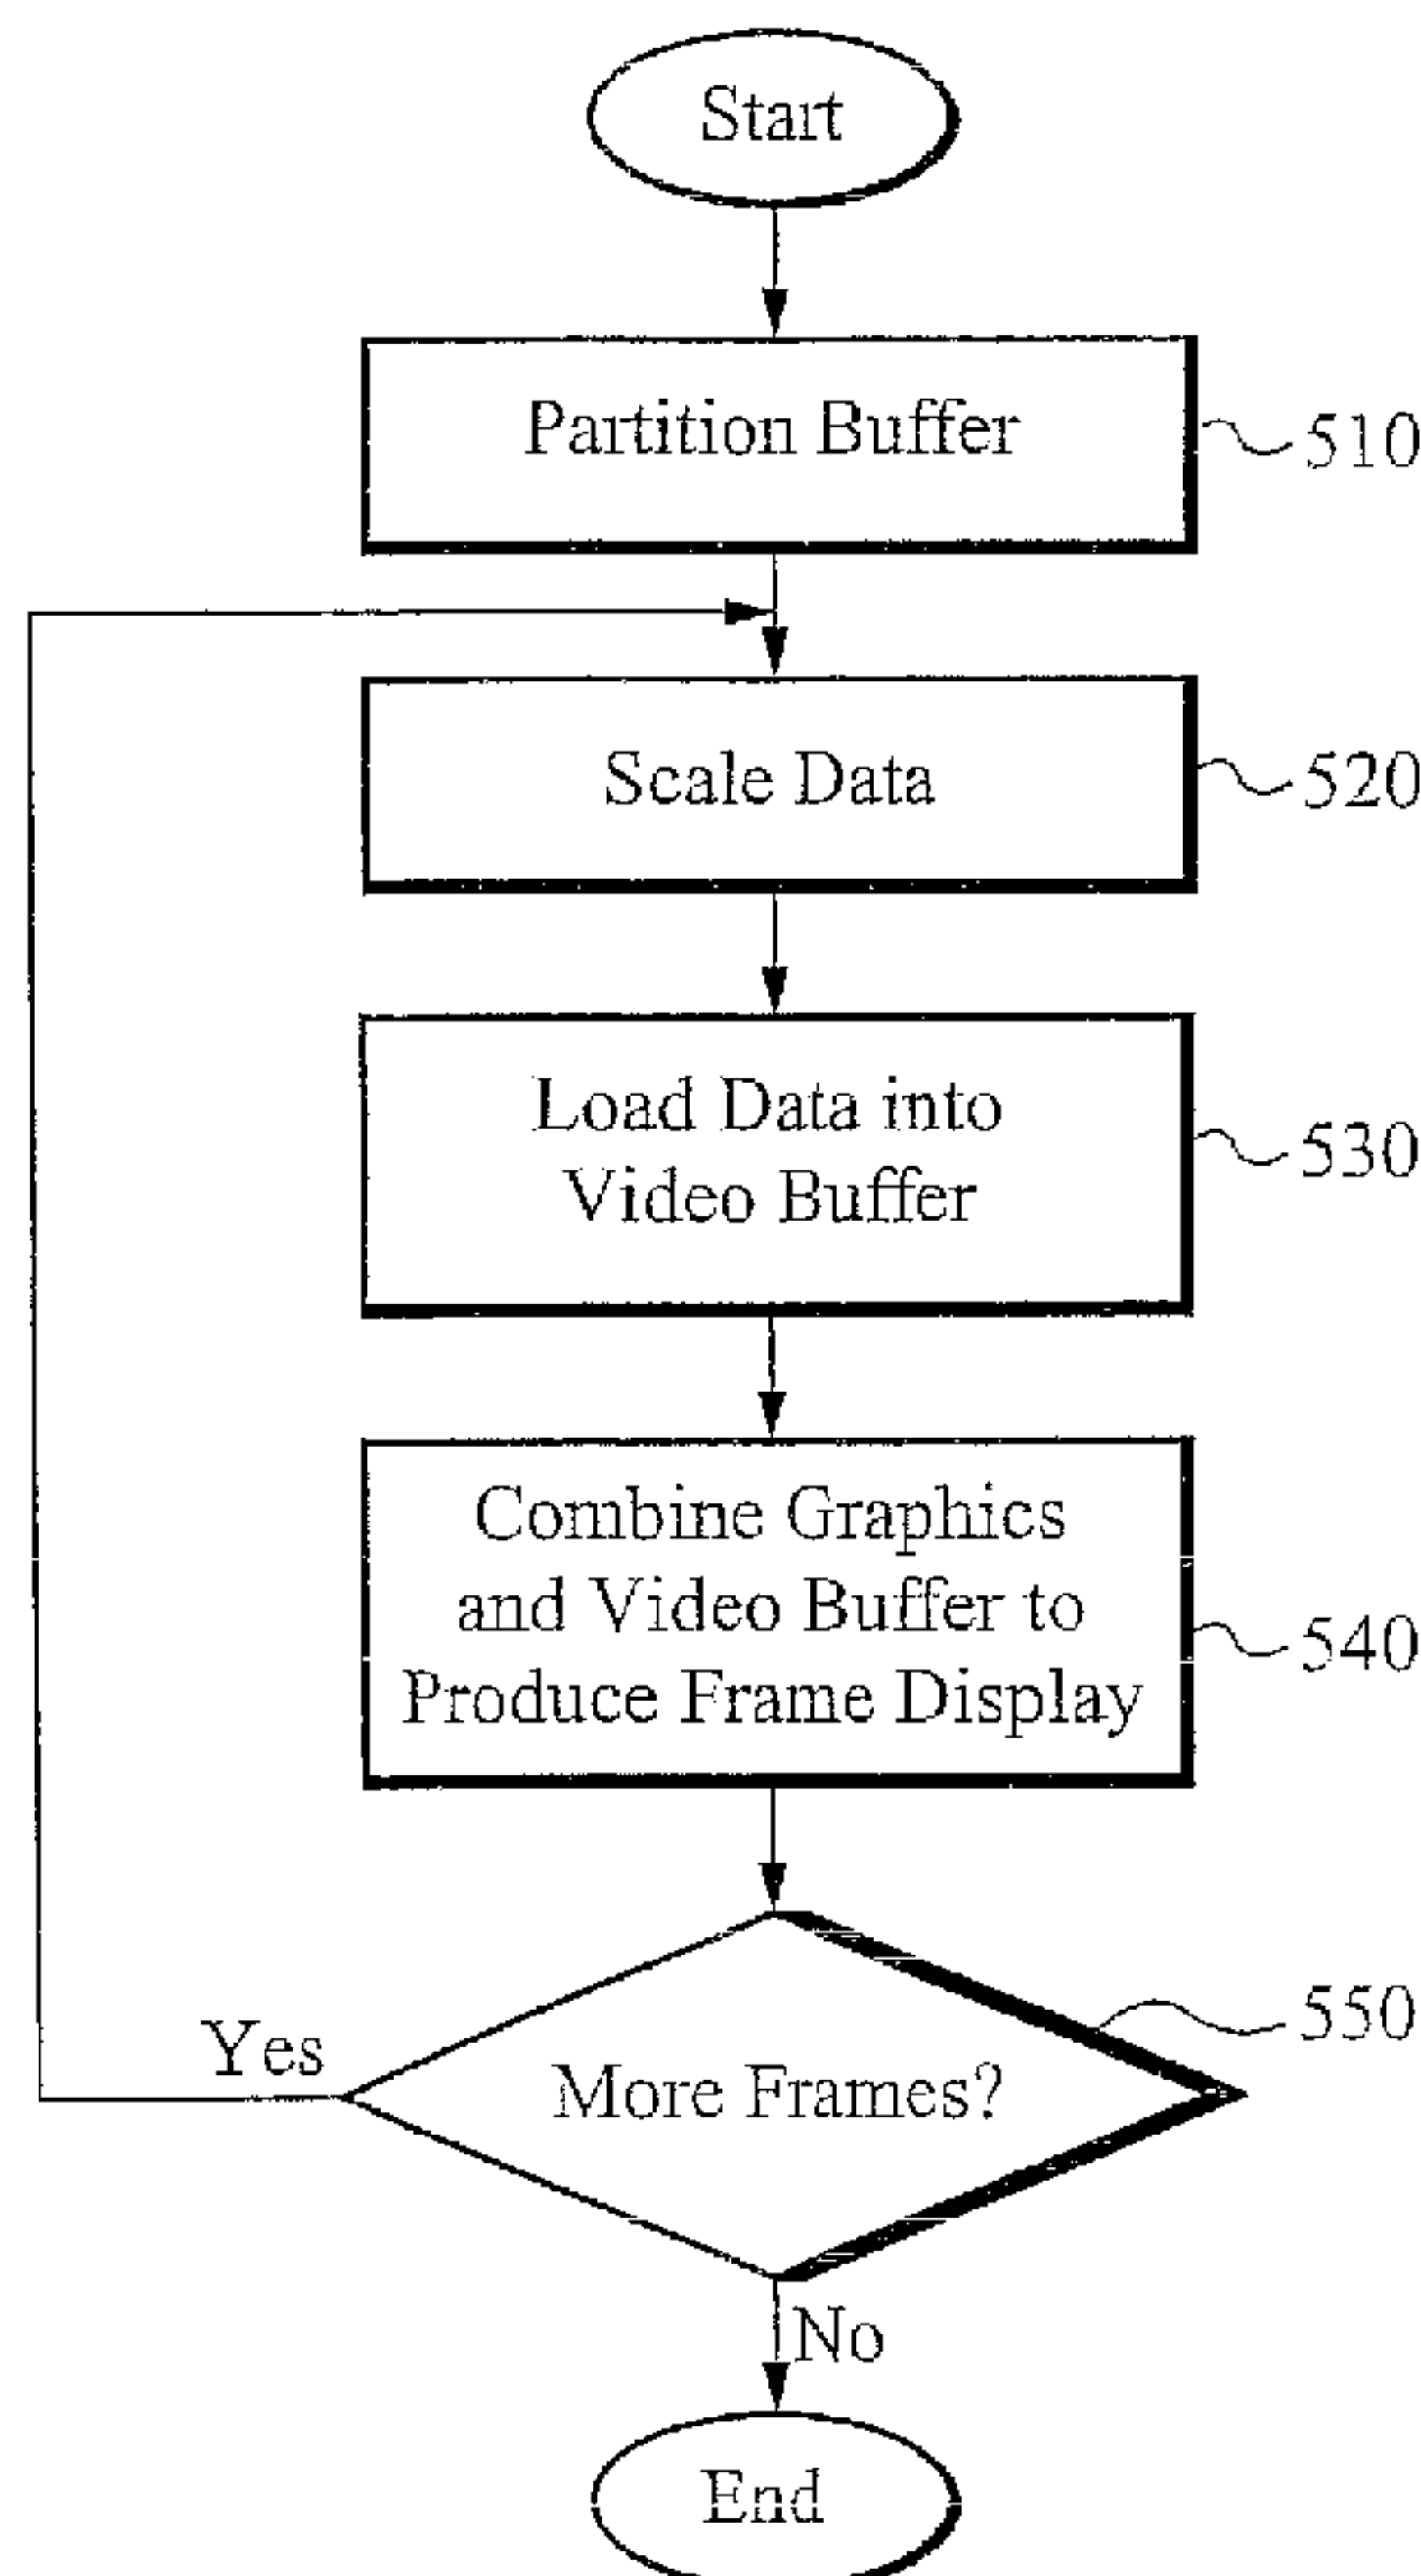 Start
Partition Buffer
510
Scale Data
520
Load Data into
Video Buffer
530
Combine Graphics
and Video Buffer to
Produce Frame Display
540
550
Yes
More Frames?
No
End